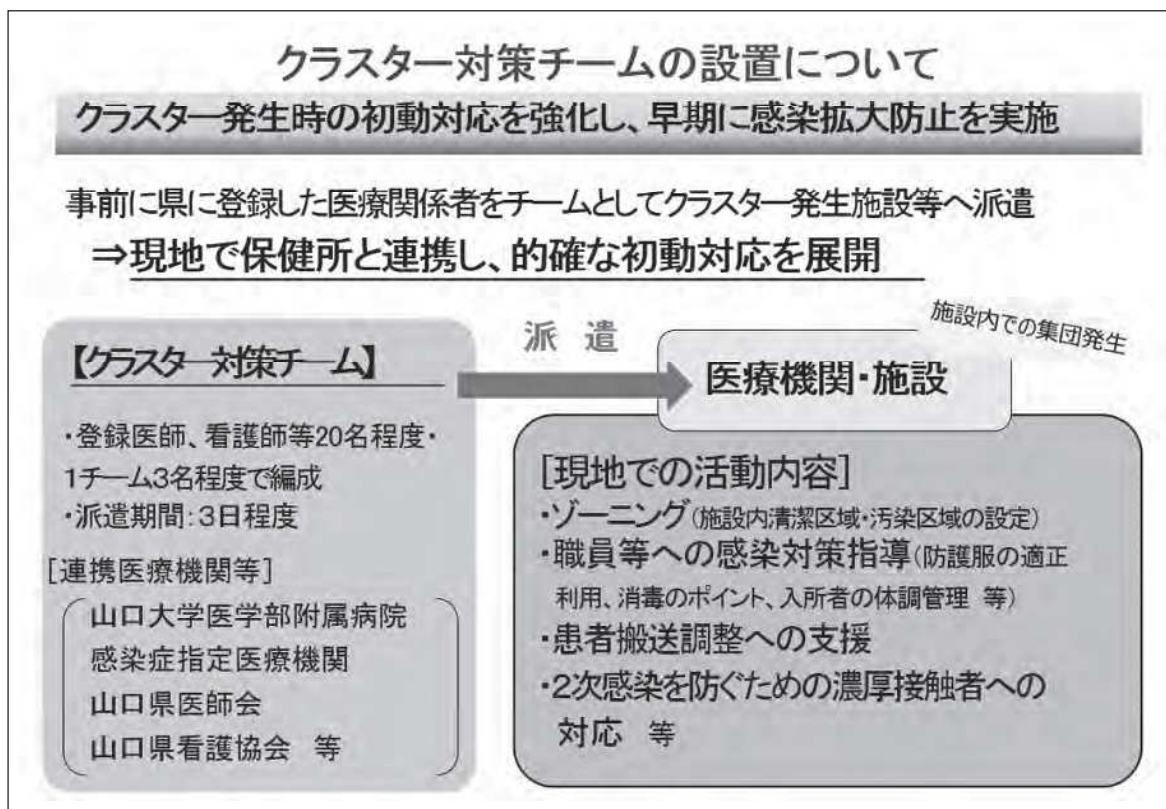 クラスター対策チームの設置について
クラスター発生時の初動対応を強化し、早期に感染拡大防止を実施
事前に県に登録した医療関係者をチームとしてクラスター発生施設等へ派遣
⇒現地で保健所と連携し、的確な初動対応を展開
【クラスター対策チーム】
・登録医師、看護師等20名程度・
1チーム3名程度で編成
・派遣期間：3日程度
[連携医療機関等]
山口大学医学部附属病院
感染症指定医療機関
山口県医師会
山口県看護協会 等
派 遣
施設内での集団発生
医療機関・施設
[現地での活動内容]
・ゾーニング(施設内清潔区域・汚染区域の設定)
・職員等への感染対策指導(防護服の適正
利用、消毒のポイント、入所者の体調管理 等)
・患者搬送調整への支援
・2次感染を防ぐための濃厚接触者への
対応 等